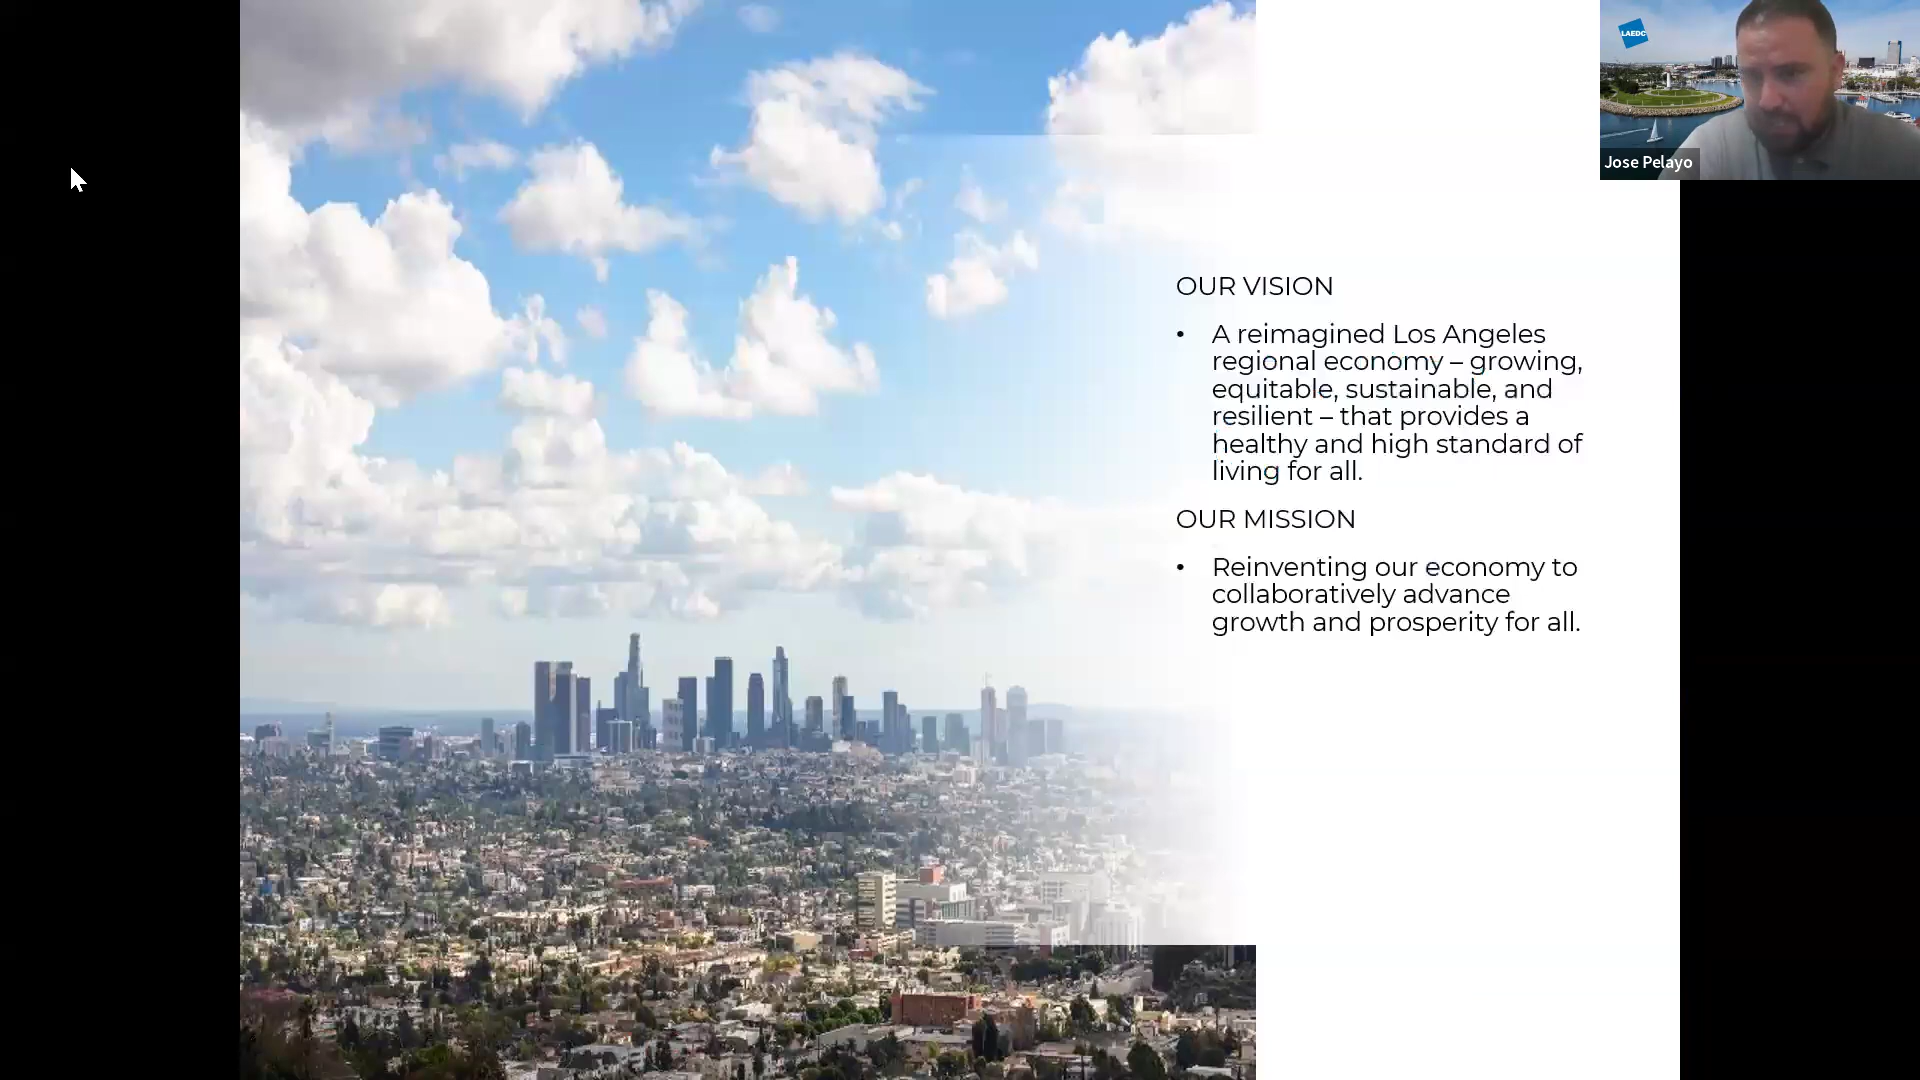 LAEDC
Jose Pelayo
OUR VISION
• A reimagined Los Angeles
regional economy – growing,
equitable, sustainable, and
resilient – that provides a
healthy and high standard of
living for all.
OUR MISSION
• Reinventing our economy to
collaboratively advance
growth and prosperity for all.